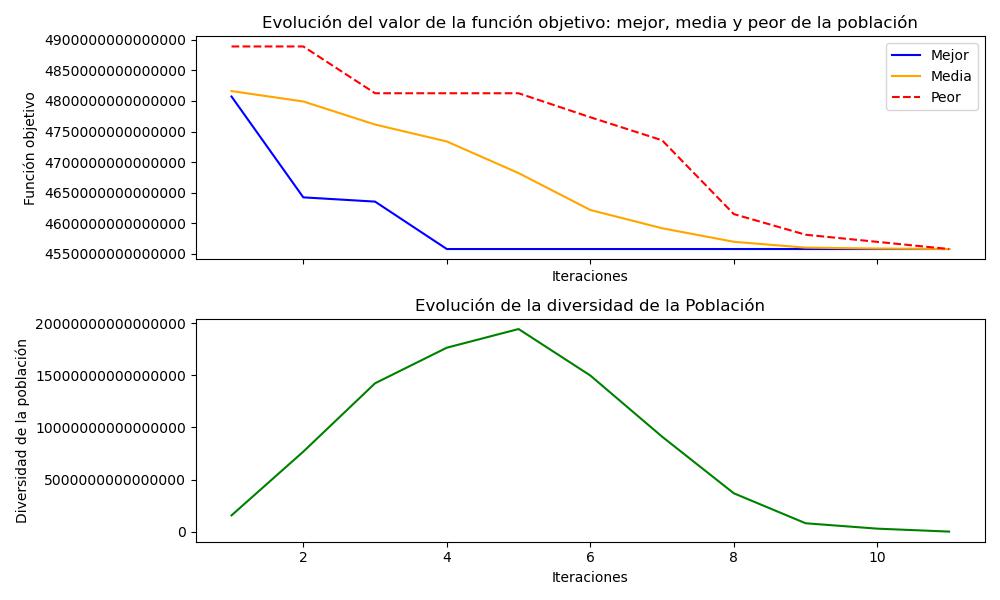 Evolución del valor de la función objetivo: mejor, media y peor de la población
Función objetivo
4900000000000000
4850000000000000
4800000000000000
4750000000000000
4700000000000000
4650000000000000
4600000000000000
4550000000000000
Mejor
Media
Peor
Iteraciones
Evolución de la diversidad de la Población
Diversidad de la población
20000000000000000
15000000000000000
10000000000000000
5000000000000000
0
2 4 6 8 10
Iteraciones